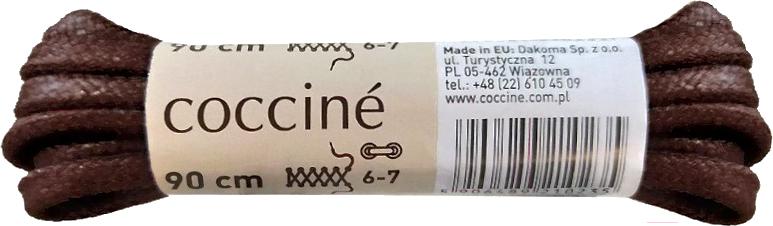 90 cm 6-7
cocciné
90 cm 6-7
Made in EU: Dakoma Sp. z o.o.
ul. Turystyczna 12
PL 05-462 Wiązowna
tel.: +48 (22) 610 45 09
www.coccine.com.pl